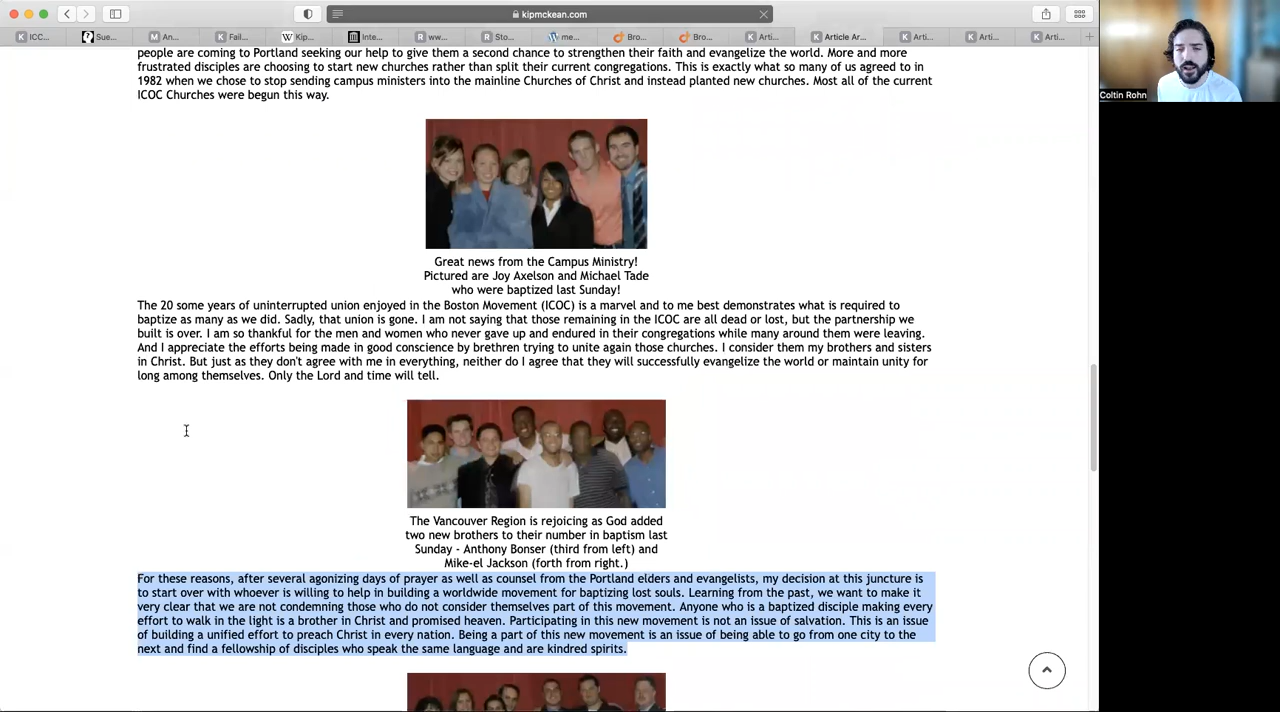 kipmckean.com
ICC...
Sue...
An...
Fail...
Kip...
Inte...
ww...
Sto...
me...
Bro...
Bro...
Arti...
Article Ar...
Arti...
Arti...
Arti...
Coltin Rohn
people are coming to Portland seeking our help to give them a second chance to strengthen their faith and evangelize the world. More and more
frustrated disciples are choosing to start new churches rather than split their current congregations. This is exactly what so many of us agreed to in
1982 when we chose to stop sending campus ministers into the mainline Churches of Christ and instead planted new churches. Most all of the current
ICOC Churches were begun this way.
Great news from the Campus Ministry!
Pictured are Joy Axelson and Michael Tade
who were baptized last Sunday!
The 20 some years of uninterrupted union enjoyed in the Boston Movement (ICOC) is a marvel and to me best demonstrates what is required to
baptize as many as we did. Sadly, that union is gone. I am not saying that those remaining in the ICOC are all dead or lost, but the partnership we
built is over. I am so thankful for the men and women who never gave up and endured in their congregations while many around them were leaving.
And I appreciate the efforts being made in good conscience by brethren trying to unite again those churches. I consider them my brothers and sisters
in Christ. But just as they don't agree with me in everything, neither do I agree that they will successfully evangelize the world or maintain unity for
long among themselves. Only the Lord and time will tell.
The Vancouver Region is rejoicing as God added
two new brothers to their number in baptism last
Sunday - Anthony Bonser (third from left) and
Mike-el Jackson (forth from right.)
For these reasons, after several agonizing days of prayer as well as counsel from the Portland elders and evangelists, my decision at this juncture is
to start over with whoever is willing to help in building a worldwide movement for baptizing lost souls. Learning from the past, we want to make it
very clear that we are not condemning those who do not consider themselves part of this movement. Anyone who is a baptized disciple making every
effort to walk in the light is a brother in Christ and promised heaven. Participating in this new movement is not an issue of salvation. This is an issue
of building a unified effort to preach Christ in every nation. Being a part of this new movement is an issue of being able to go from one city to the
next and find a fellowship of disciples who speak the same language and are kindred spirits.